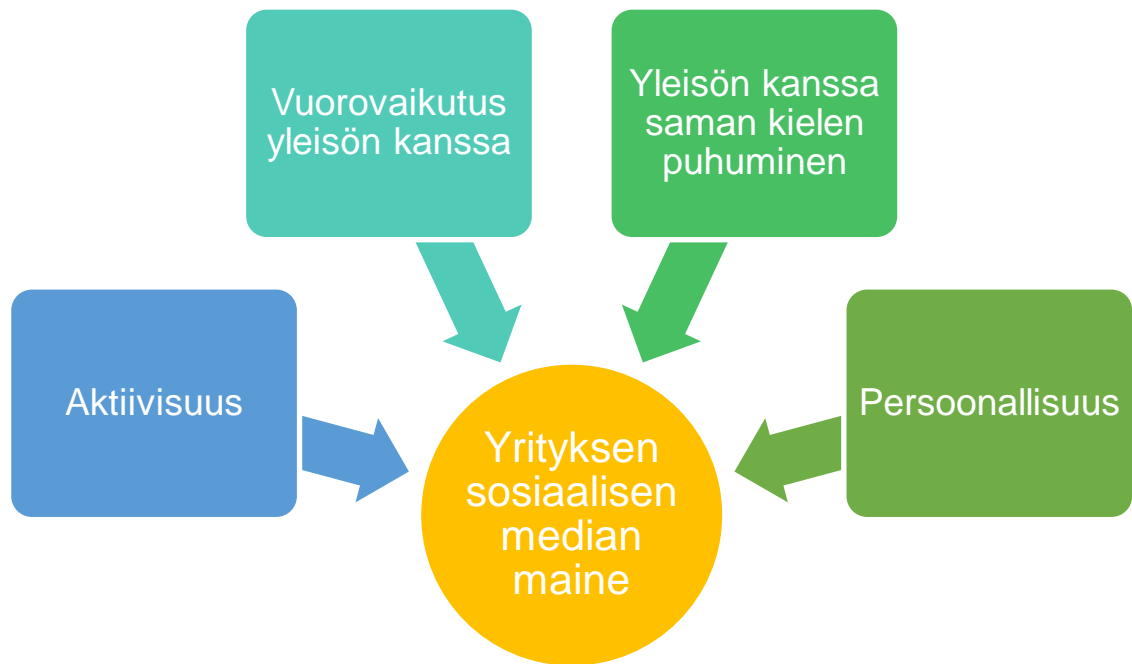 Vuorovaikutus
yleisön kanssa
Yleisön kanssa
saman kielen
puhuminen
Aktiivisuus
Persoonallisuus
Yrityksen
sosiaalisen
median
maine